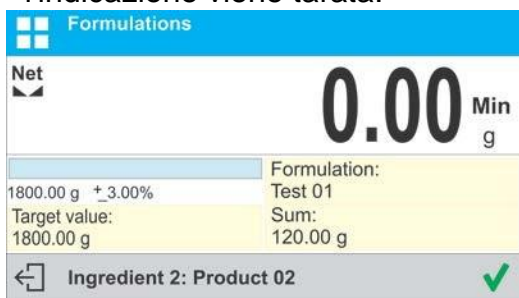 l'indicazione viene tarata.
Formulations
Net
0.00 Min
g
1800.00 g ±3.00%
Target value:
1800.00 g
Formulation:
Test 01
Sum:
120.00 g
Ingredient 2: Product 02